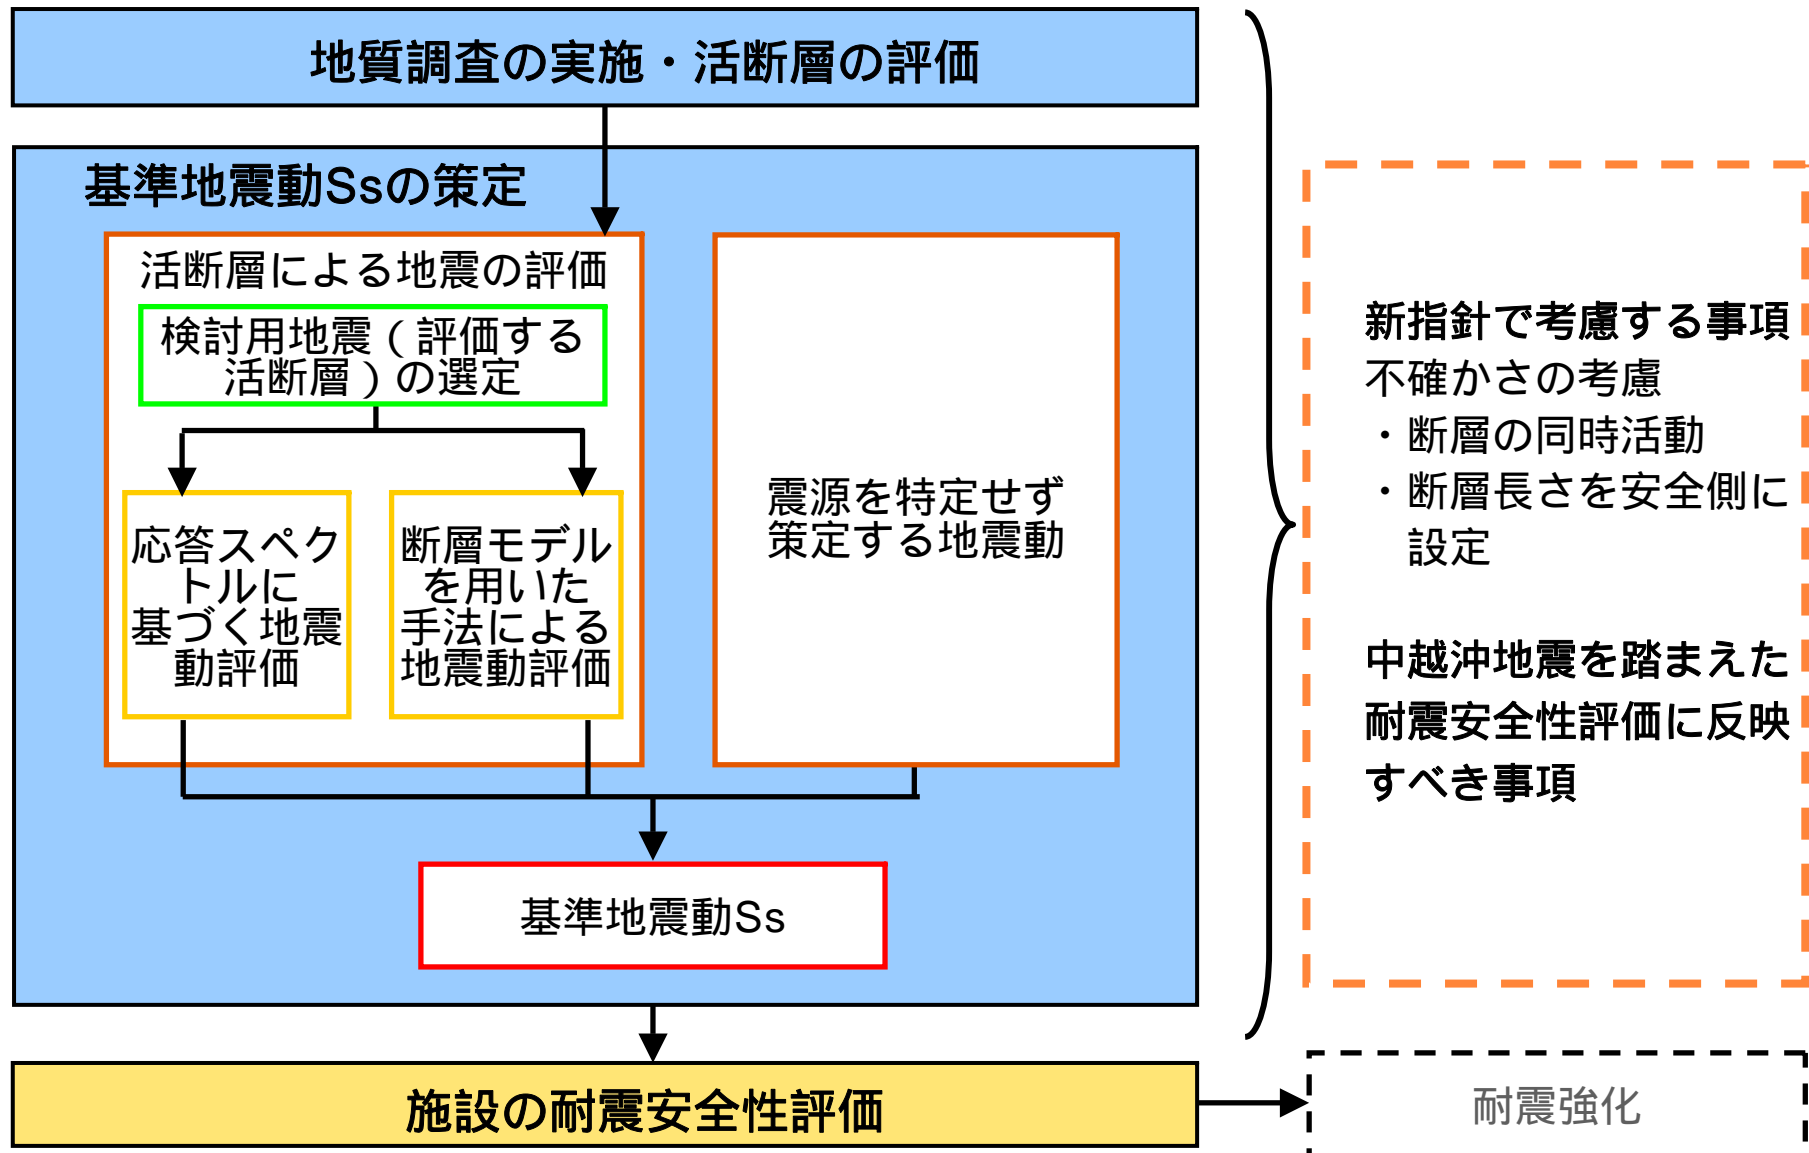 地質調査の実施・活断層の評価
基準地震動Ssの策定
活断層による地震の評価
検討用地震（評価する
活断層）の選定
応答スペク
トルに
基づく地震
動評価
断層モデル
を用いた
手法による
地震動評価
震源を特定せず
策定する地震動
基準地震動Ss
施設の耐震安全性評価
新指針で考慮する事項
不確かさの考慮
・断層の同時活動
・断層長さを安全側に
設定
中越沖地震を踏まえた
耐震安全性評価に反映
すべき事項
耐震強化